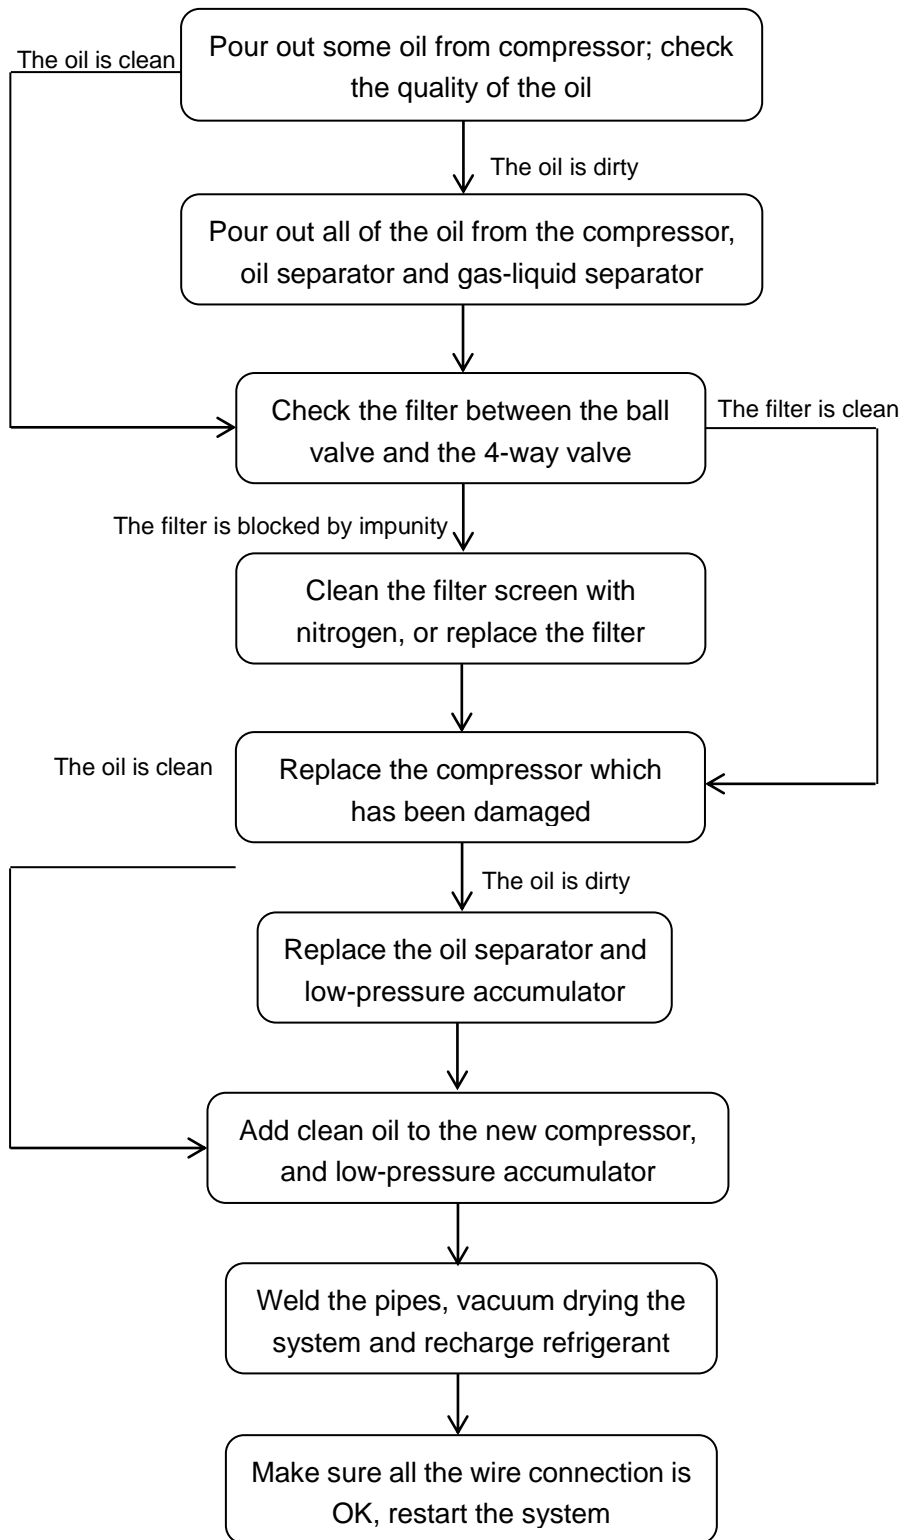 Pour out some oil from compressor; check
the quality of the oil
The oil is clean
The oil is dirty
Pour out all of the oil from the compressor,
oil separator and gas-liquid separator
Check the filter between the ball
valve and the 4-way valve
The filter is clean
The filter is blocked by impunity
Clean the filter screen with
nitrogen, or replace the filter
Replace the compressor which
has been damaged
The oil is clean
The oil is dirty
Replace the oil separator and
low-pressure accumulator
Add clean oil to the new compressor,
and low-pressure accumulator
Weld the pipes, vacuum drying the
system and recharge refrigerant
Make sure all the wire connection is
OK, restart the system